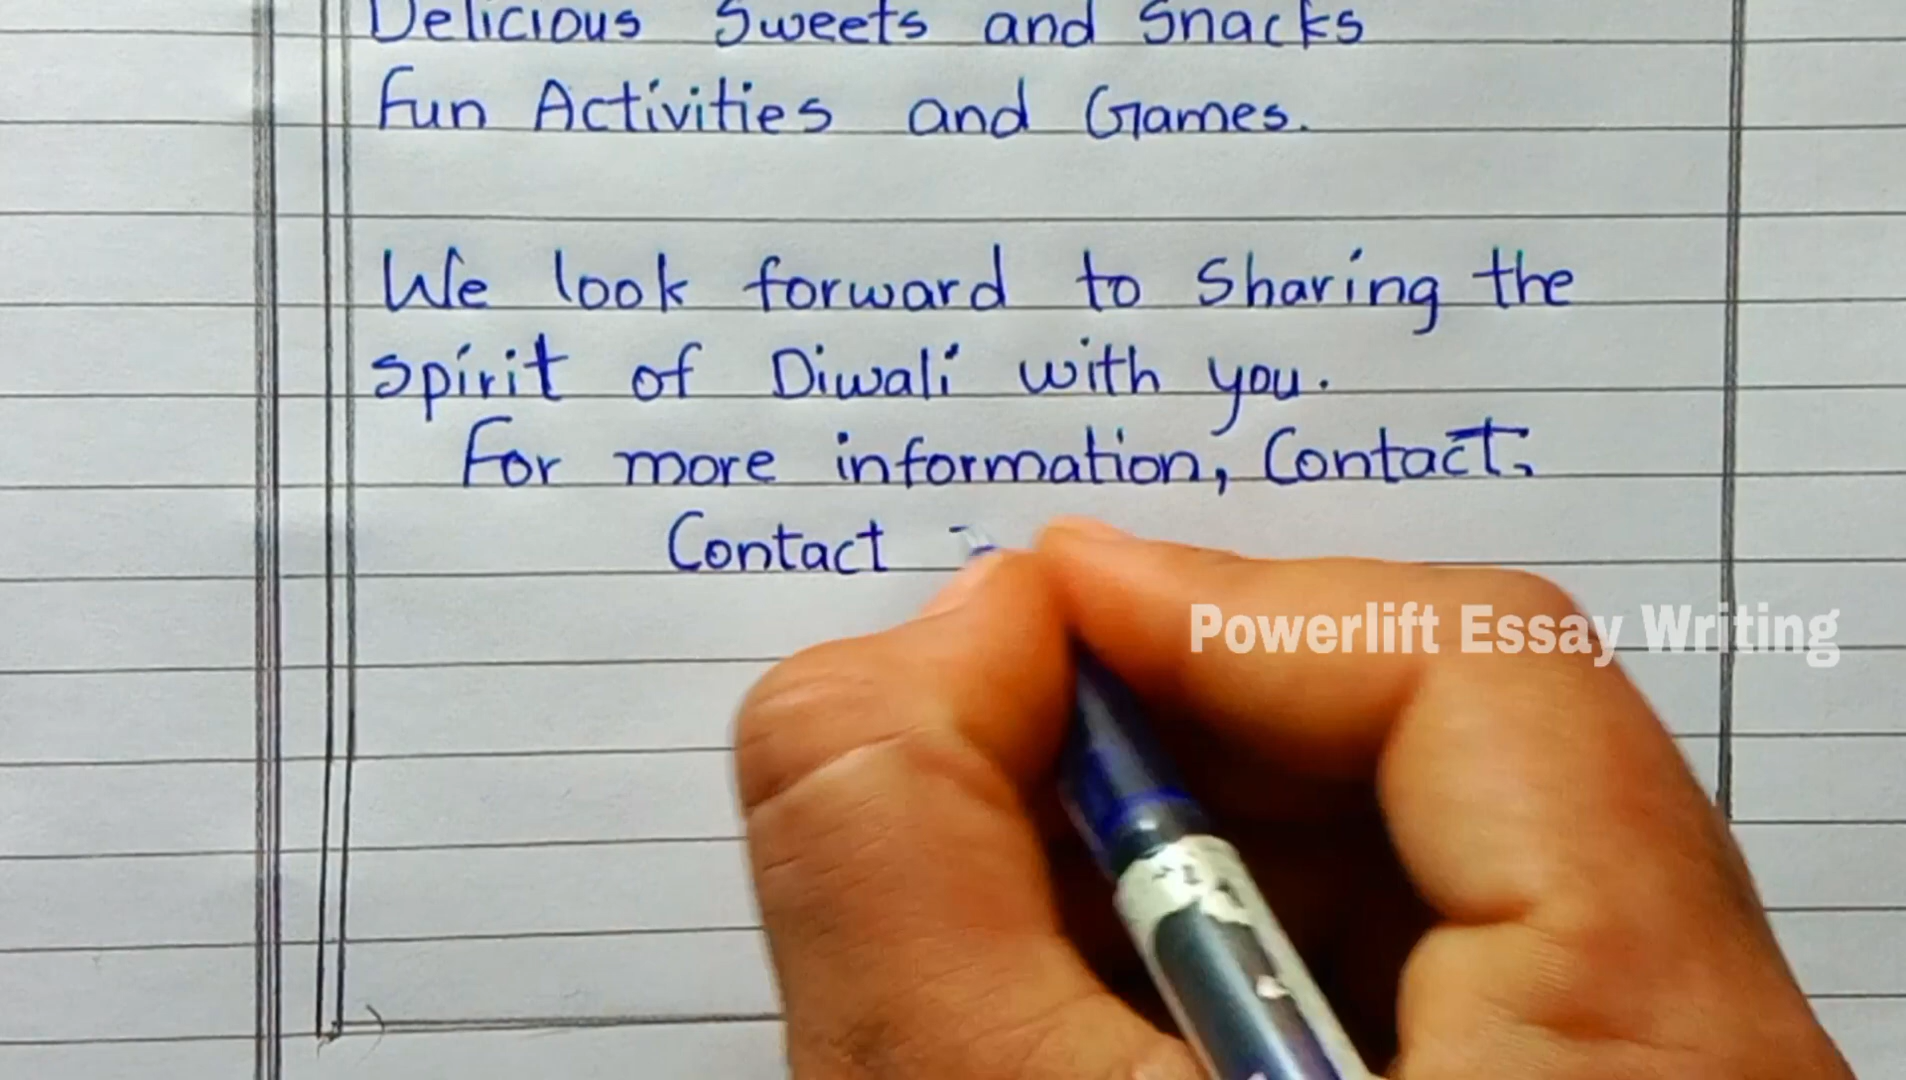 Delicious Sweets and Snacks
Fun Activities and Games.
We look forward to Sharing the
spirit of Diwali with you.
For more information, Contact:
Contact
Powerlift Essay Writing